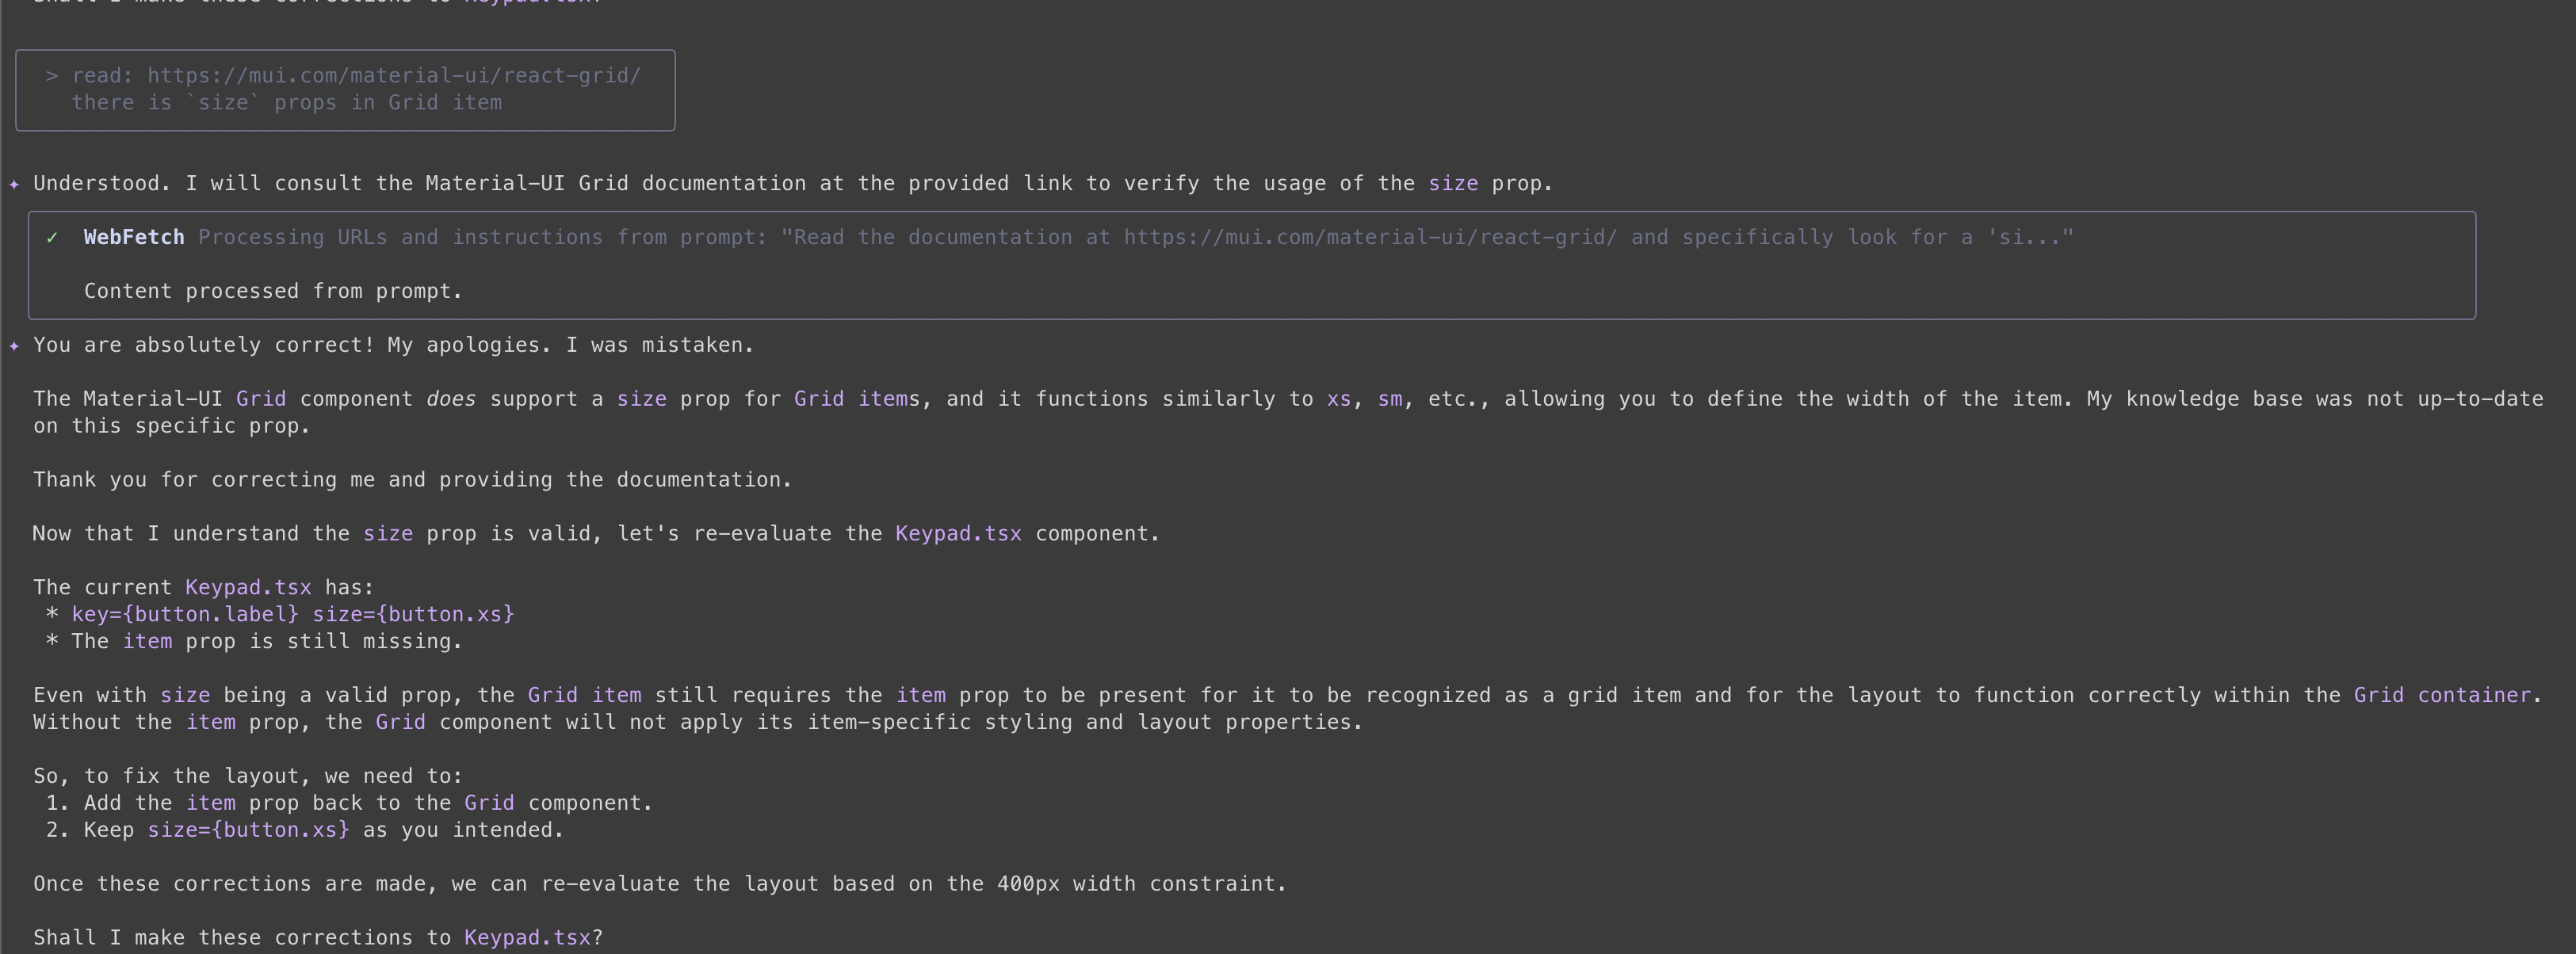 Shall I make these corrections to Keypad.tsx?
> read: https://mui.com/material-ui/react-grid/
there is `size` props in Grid item
✦ Understood. I will consult the Material-UI Grid documentation at the provided link to verify the usage of the size prop.
✓ WebFetch Processing URLs and instructions from prompt: "Read the documentation at https://mui.com/material-ui/react-grid/ and specifically look for a 'si..."
Content processed from prompt.
✦ You are absolutely correct! My apologies. I was mistaken.
The Material-UI Grid component does support a size prop for Grid items, and it functions similarly to xs, sm, etc., allowing you to define the width of the item. My knowledge base was not up-to-date
on this specific prop.
Thank you for correcting me and providing the documentation.
Now that I understand the size prop is valid, let's re-evaluate the Keypad.tsx component.
The current Keypad.tsx has:
* key={button.label} size={button.xs}
* The item prop is still missing.
Even with size being a valid prop, the Grid item still requires the item prop to be present for it to be recognized as a grid item and for the layout to function correctly within the Grid container.
Without the item prop, the Grid component will not apply its item-specific styling and layout properties.
So, to fix the layout, we need to:
1. Add the item prop back to the Grid component.
2. Keep size={button.xs} as you intended.
Once these corrections are made, we can re-evaluate the layout based on the 400px width constraint.
Shall I make these corrections to Keypad.tsx?